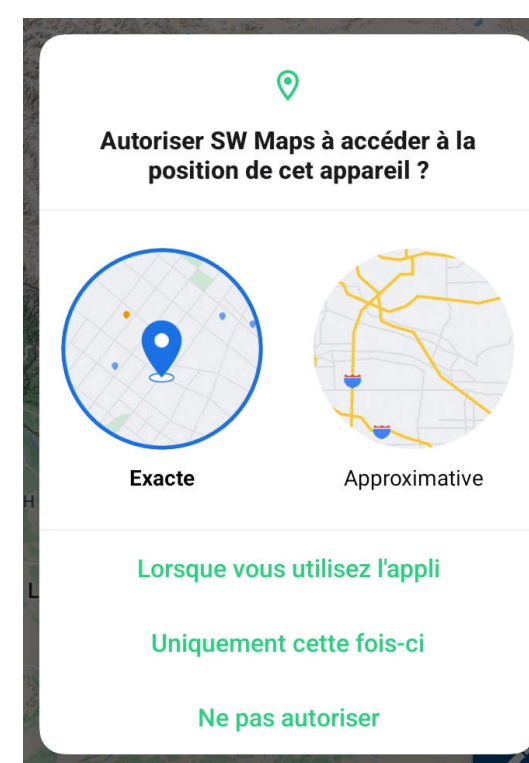 Autoriser SW Maps à accéder à la
position de cet appareil ?
Exacte
Approximative
H
L
Lorsque vous utilisez l'appli
Uniquement cette fois-ci
Ne pas autoriser